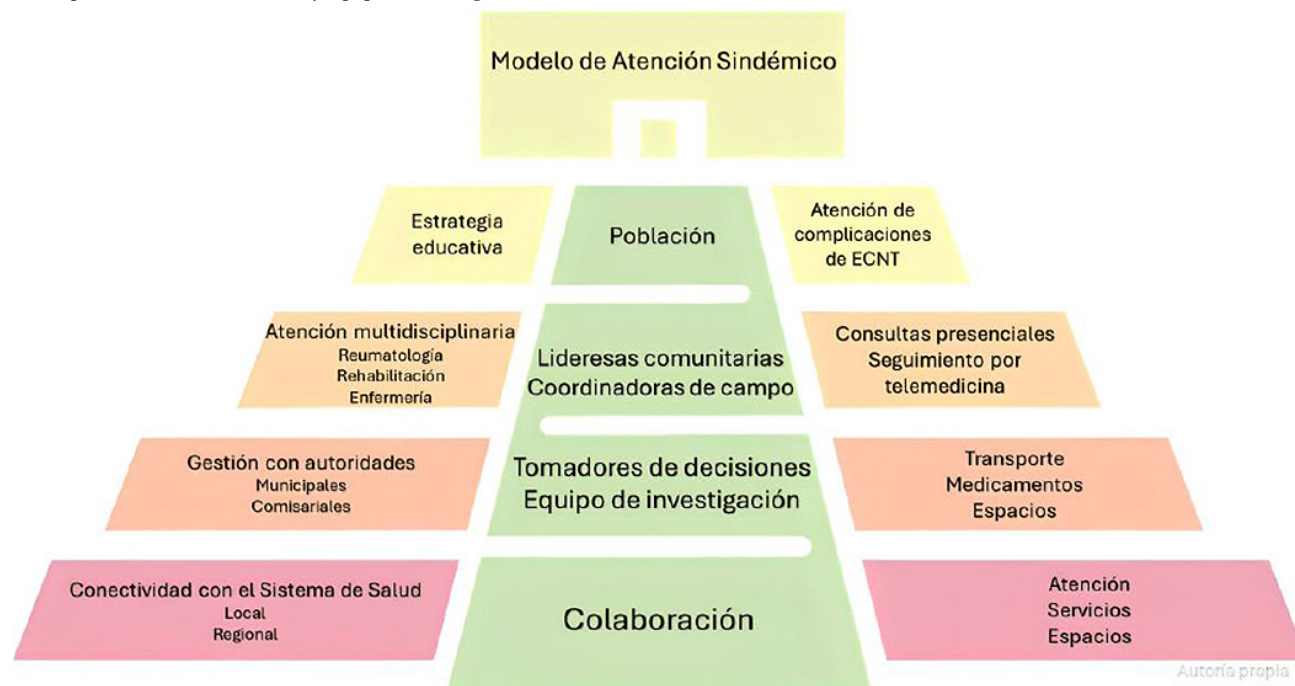 Modelo de Atención Sindémico
Estrategia
educativa
Población
Atención de
complicaciones
de ECNT
Atención multidisciplinaria
Reumatología
Rehabilitación
Enfermería
Lideresas comunitarias
Coordinadoras de campo
Consultas presenciales
Seguimiento por
telemedicina
Gestión con autoridades
Municipales
Comisariales
Tomadores de decisiones
Equipo de investigación
Transporte
Medicamentos
Espacios
Conectividad con el Sistema de Salud
Local
Regional
Colaboración
Atención
Servicios
Espacios
Autoría propia